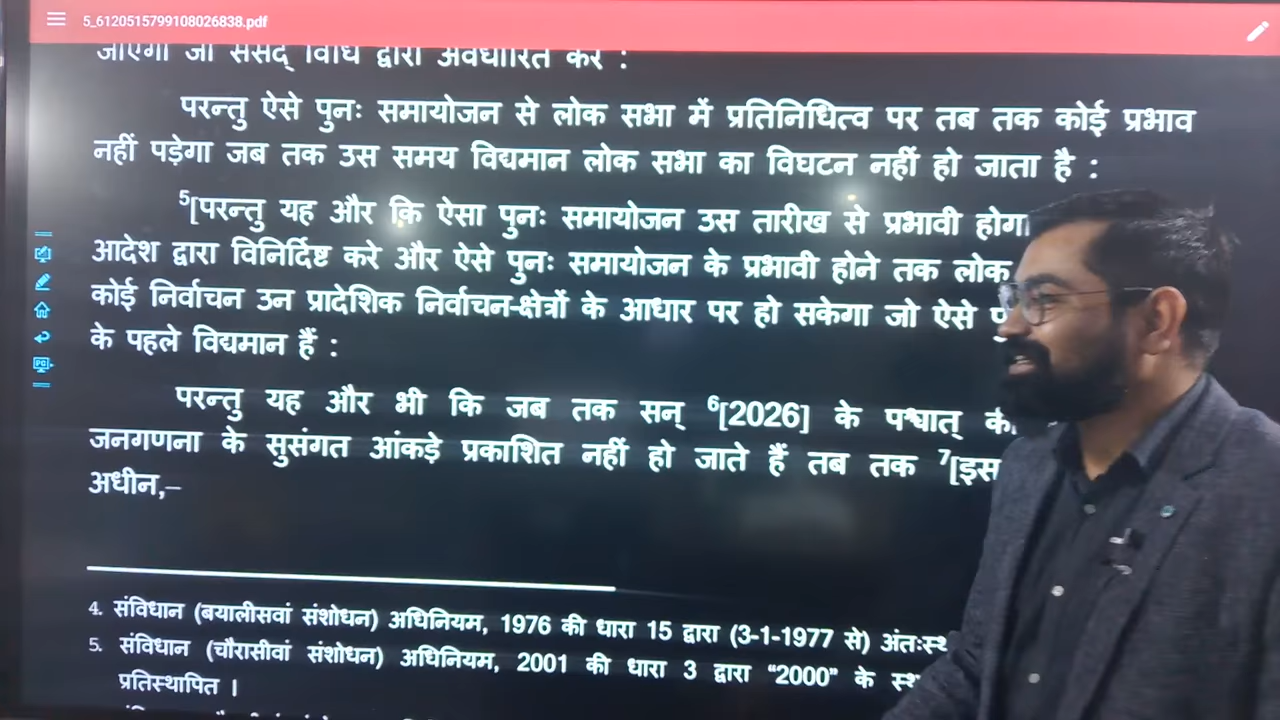 5_6120515799108026838.pdf
जाएगा जो संसद् विधि द्वारा अवधारित करे :
परन्तु ऐसे पुनः समायोजन से लोक सभा में प्रतिनिधित्व पर तब तक कोई प्रभाव
नहीं पड़ेगा जब तक उस समय विद्यमान लोक सभा का विघटन नहीं हो जाता है :
5[परन्तु यह और कि ऐसा पुनः समायोजन उस तारीख से प्रभावी होगा
आदेश द्वारा विनिर्दिष्ट करे और ऐसे पुनः समायोजन के प्रभावी होने तक लोक
कोई निर्वाचन उन प्रादेशिक निर्वाचन-क्षेत्रों के आधार पर हो सकेगा जो ऐसे
के पहले विद्यमान हैं :
परन्तु यह और भी कि जब तक सन् 6[2026] के पश्चात् की
जनगणना के सुसंगत आंकड़े प्रकाशित नहीं हो जाते हैं तब तक 7[इस
अधीन,–
4. संविधान (बयालीसवां संशोधन) अधिनियम, 1976 की धारा 15 द्वारा (3-1-1977 से)
5. संविधान (चौरासीवां संशोधन) अधिनियम, 2001 की धारा 3 द्वारा “2000” के
प्रतिस्थापित ।